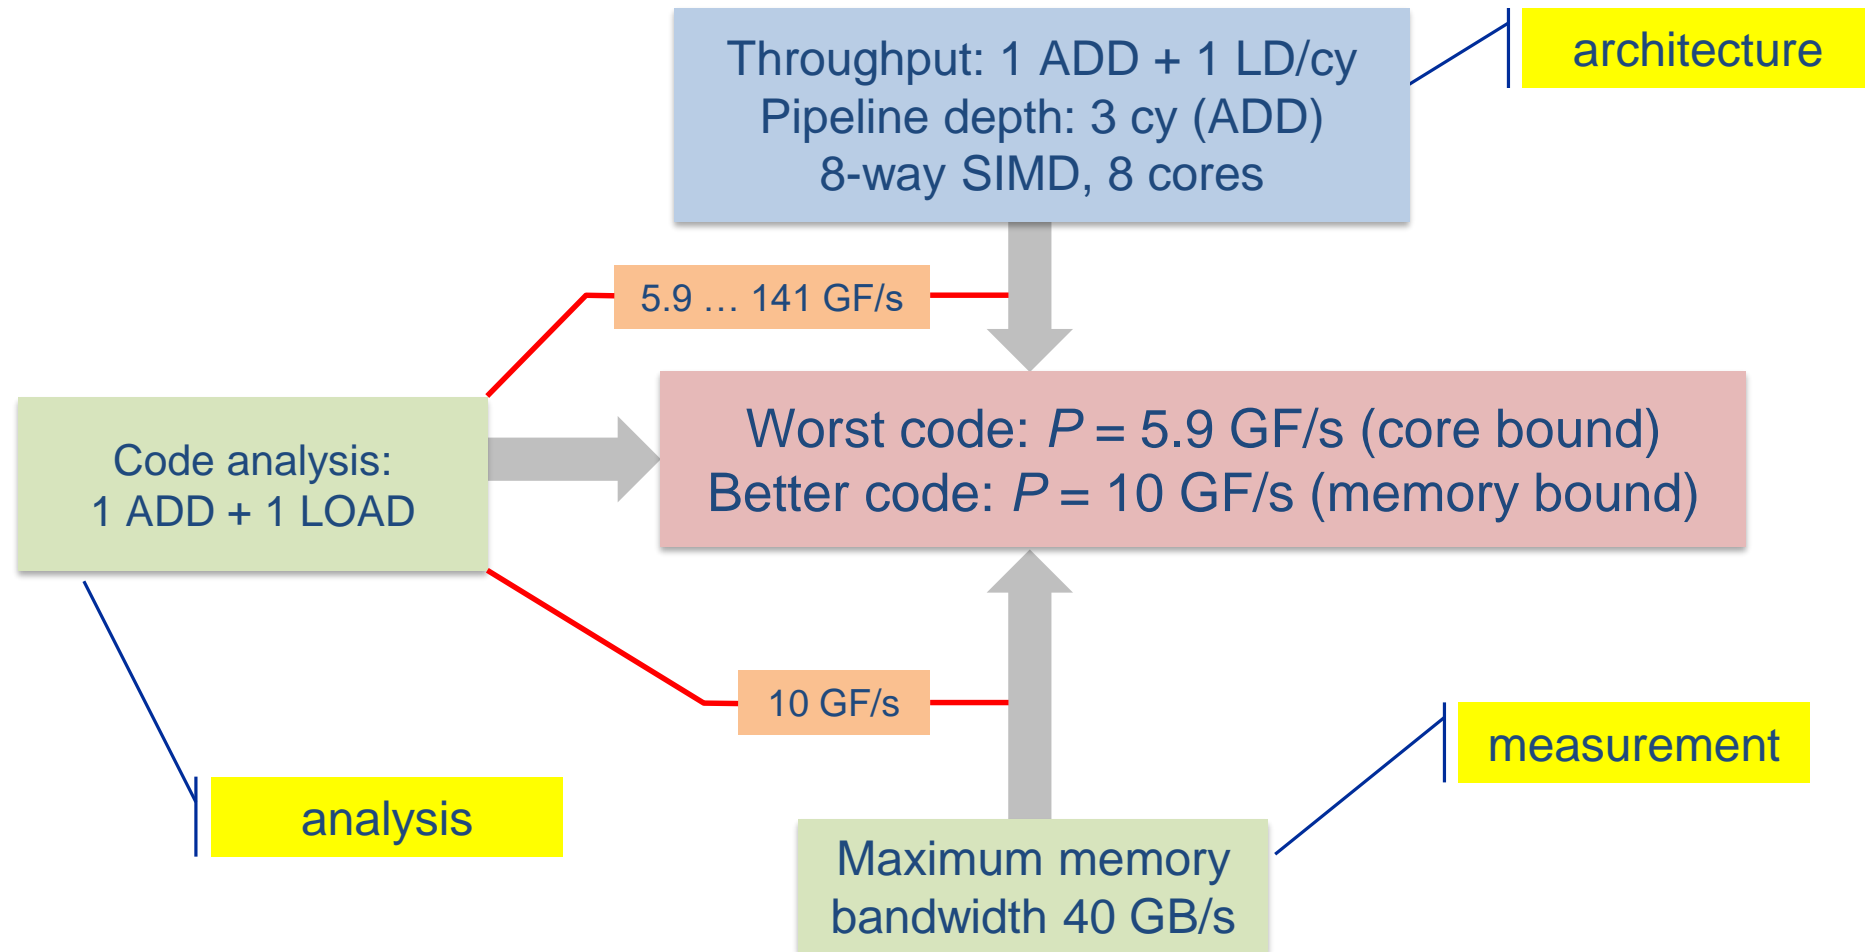 Throughput: 1 ADD + 1 LD/cy
Pipeline depth: 3 cy (ADD)
8-way SIMD, 8 cores
architecture
5.9 … 141 GF/s
Code analysis:
1 ADD + 1 LOAD
Worst code: P = 5.9 GF/s (core bound)
Better code: P = 10 GF/s (memory bound)
10 GF/s
measurement
analysis
Maximum memory
bandwidth 40 GB/s